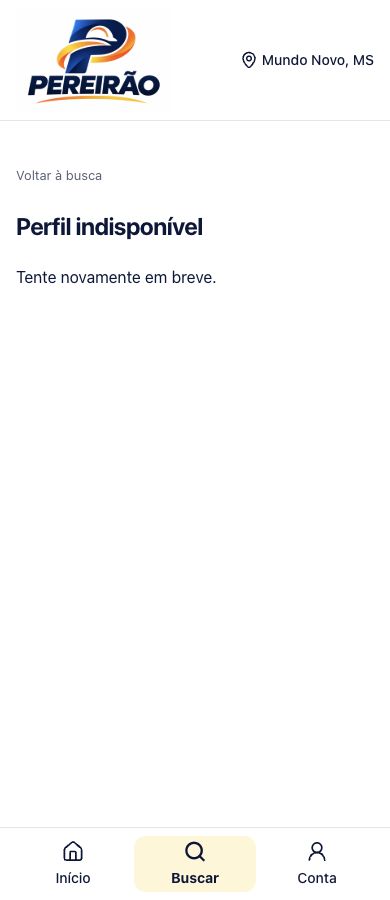 PEREIRÃO
Mundo Novo, MS
Voltar à busca
Perfil indisponível
Tente novamente em breve.
Início
Buscar
Conta